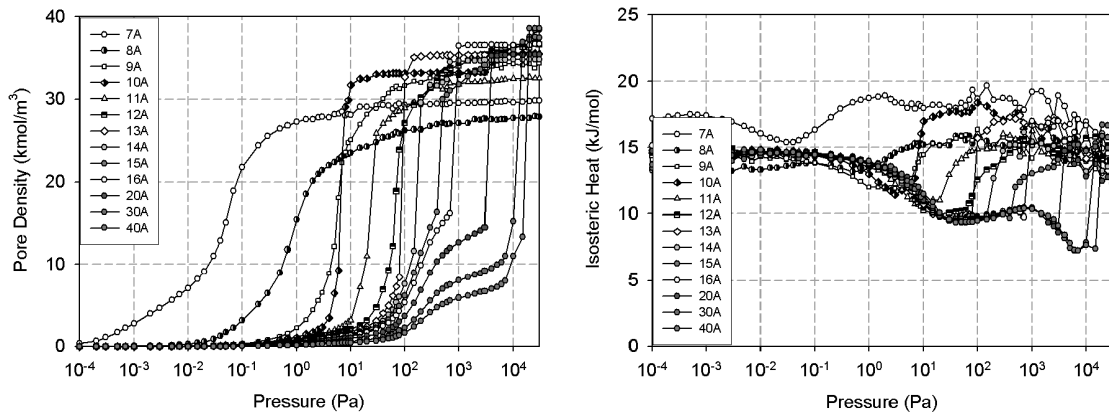 40
30
20
10
0
Pore Density (kmol/m³)
7A
8A
9A
10A
11A
12A
13A
14A
15A
16A
20A
30A
40A
10⁻⁴ 10⁻³ 10⁻² 10⁻¹ 10⁰ 10¹ 10² 10³ 10⁴
Pressure (Pa)
25
20
15
10
5
0
Isosteric Heat (kJ/mol)
7A
8A
9A
10A
11A
12A
13A
14A
15A
16A
20A
30A
40A
10⁻⁴ 10⁻³ 10⁻² 10⁻¹ 10⁰ 10¹ 10² 10³ 10⁴
Pressure (Pa)